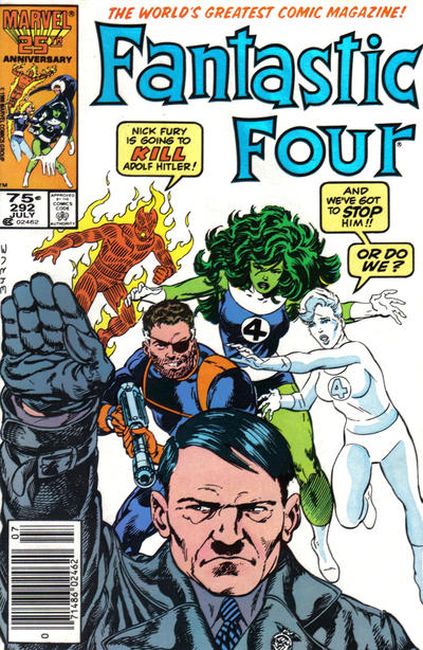 THE WORLD'S GREATEST COMIC MAGAZINE!
MARVEL
25TH
ANNIVERSARY
Fantastic
Four
75¢
292
JULY
02462
APPROVED
BY THE
COMICS CODE
AUTHORITY
NICK FURY
IS GOING TO
KILL
ADOLF HITLER!
AND
WE'VE GOT
TO STOP
HIM!!
OR DO
WE?
4
4
07
0
71486 02462